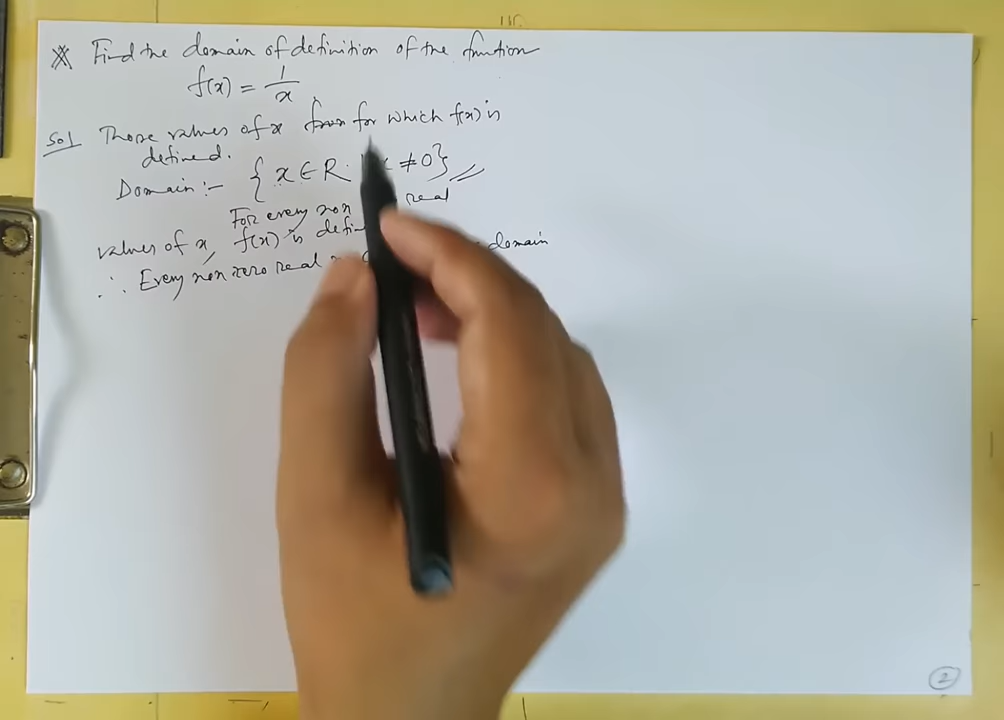 Find the domain of definition of the function
f(x) = 1/x
Sol Those values of x for which f(x) is
defined.
Domain :- { x ∈ R : x ≠ 0}
For every non real
values of x, f(x) is
∴ Every non zero real domain
2